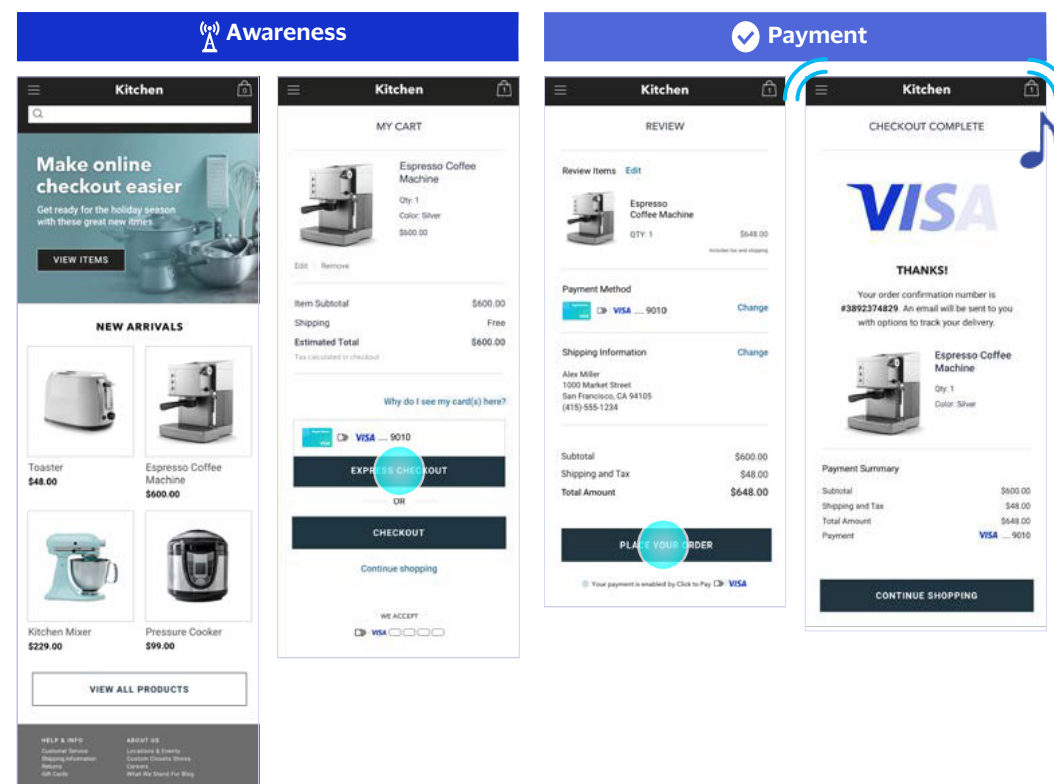 Awareness
Payment
Kitchen
0
Make online
checkout easier
Get ready for the holiday season
with these great new itmes
VIEW ITEMS
NEW ARRIVALS
Toaster
$48.00
Espresso Coffee
Machine
$600.00
Kitchen Mixer
$229.00
Pressure Cooker
$99.00
VIEW ALL PRODUCTS
HELP & INFO
Customer Service
Shipping Information
Returns
Gift Cards
ABOUT US
Locations & Events
Custom Closets Stores
Careers
What We Stand For Blog
Kitchen
1
MY CART
Espresso Coffee
Machine
Qty: 1
Color: Silver
$600.00
Edit
Remove
Item Subtotal $600.00
Shipping Free
Estimated Total $600.00
Tax calculated in checkout
Why do I see my card(s) here?
VISA .... 9010
EXPRESS CHECKOUT
OR
CHECKOUT
Continue shopping
WE ACCEPT
VISA
Kitchen
1
REVIEW
Review Items Edit
Espresso
Coffee Machine
QTY: 1 $648.00
Includes tax and shipping
Payment Method
VISA .... 9010 Change
Shipping Information Change
Alex Miller
1000 Market Street
San Francisco, CA 94105
(415)-555-1234
Subtotal $600.00
Shipping and Tax $48.00
Total Amount $648.00
PLACE YOUR ORDER
Your payment is enabled by Click to Pay VISA
Kitchen
1
CHECKOUT COMPLETE
VISA
THANKS!
Your order confirmation number is
#3892374829. An email will be sent to you
with options to track your delivery.
Espresso Coffee
Machine
Qty: 1
Color: Silver
Payment Summary
Subtotal $600.00
Shipping and Tax $48.00
Total Amount $648.00
Payment VISA .... 9010
CONTINUE SHOPPING